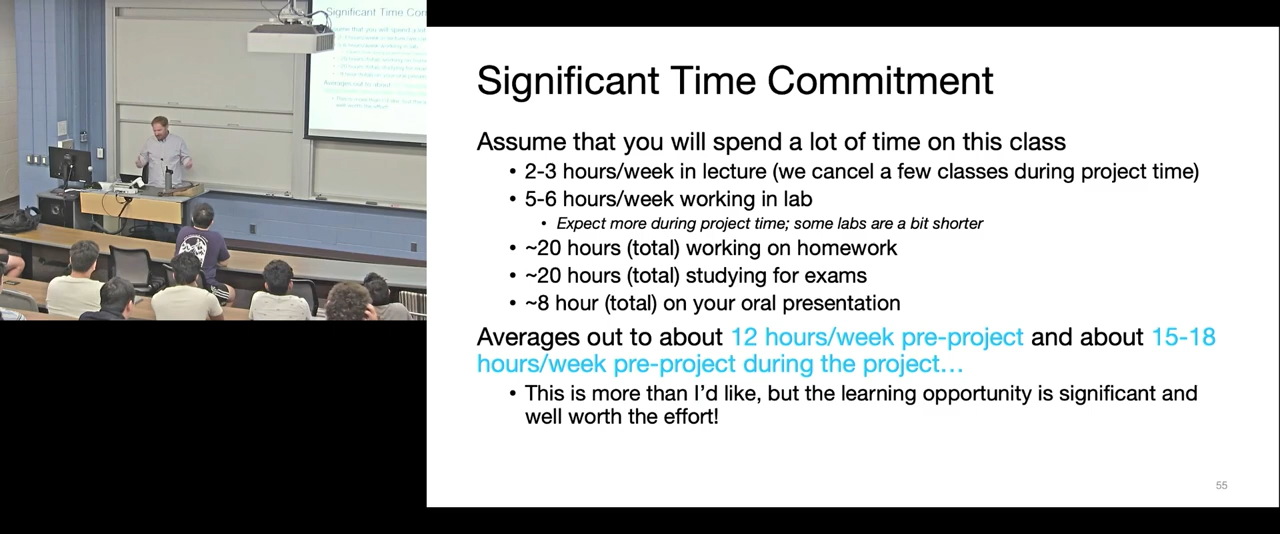 Significant Time Commitment
Assume that you will spend a lot of time on this class
• 2-3 hours/week in lecture (we cancel a few classes during project time)
• 5-6 hours/week working in lab
• Expect more during project time; some labs are a bit shorter
• ~20 hours (total) working on homework
• ~20 hours (total) studying for exams
• ~8 hour (total) on your oral presentation
Averages out to about 12 hours/week pre-project and about 15-18
hours/week pre-project during the project…
• This is more than I’d like, but the learning opportunity is significant and
well worth the effort!
55
Significant Time Com